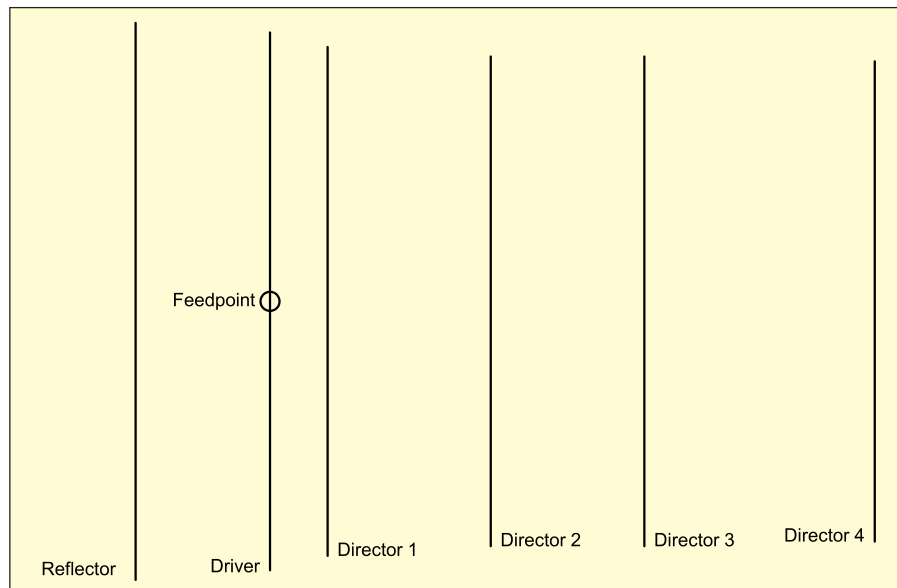 Feedpoint
Reflector
Driver
Director 1
Director 2
Director 3
Director 4